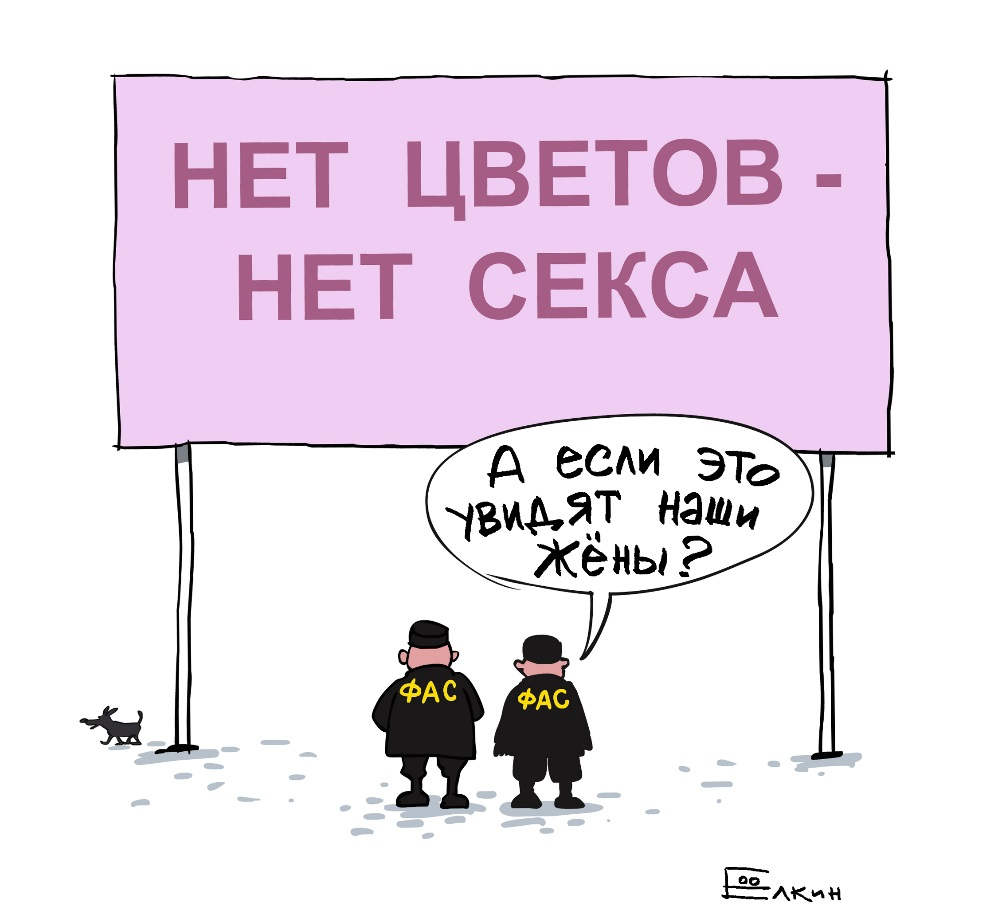 НЕТ ЦВЕТОВ -
НЕТ СЕКСА
А если это
увидят наши
жёны?
ФАС
ФАС
Ёлкин